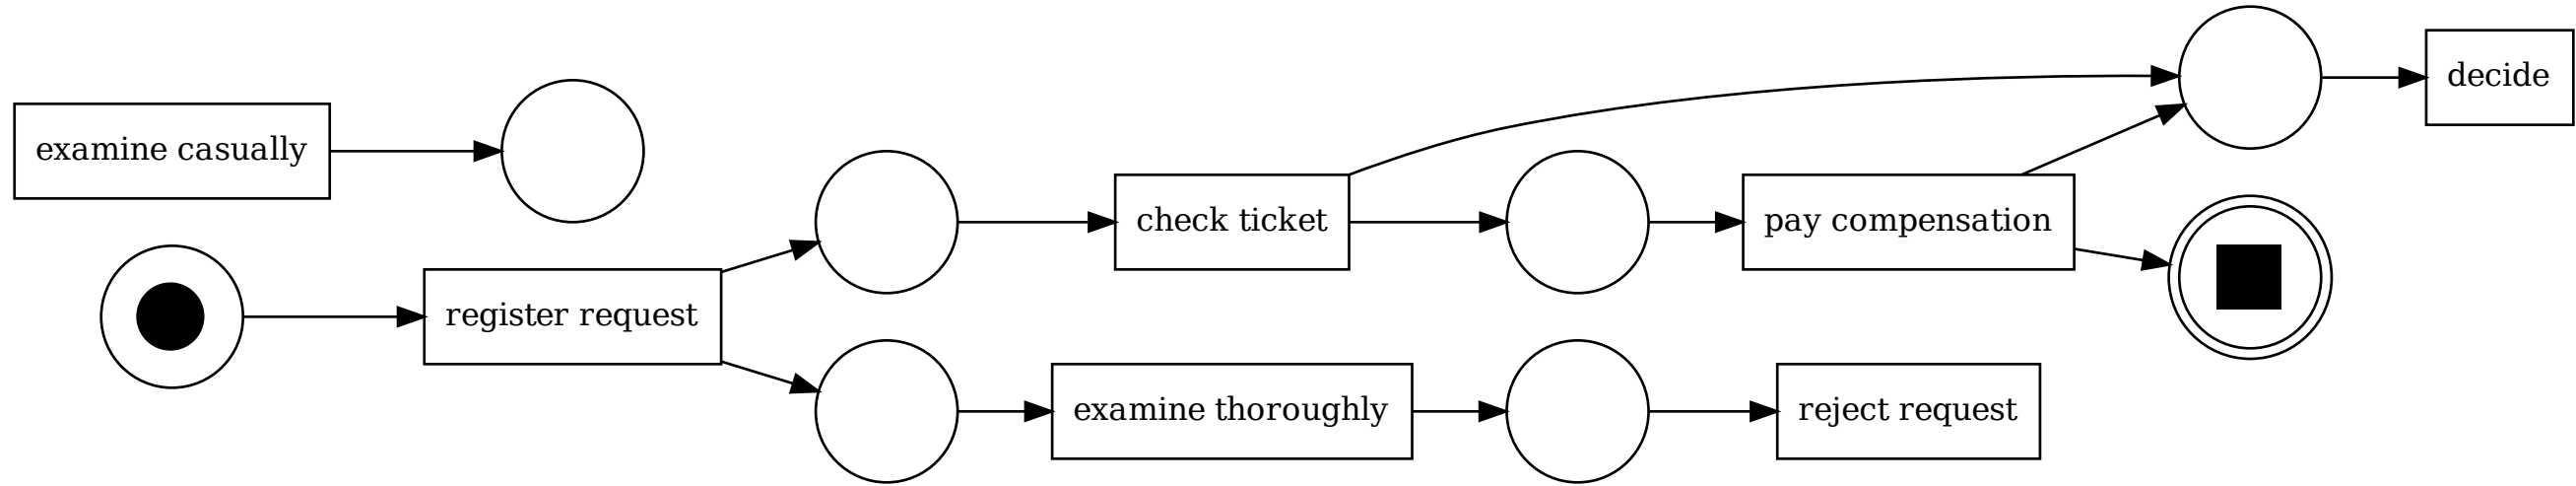 decide
examine casually
check ticket
pay compensation
register request
examine thoroughly
reject request